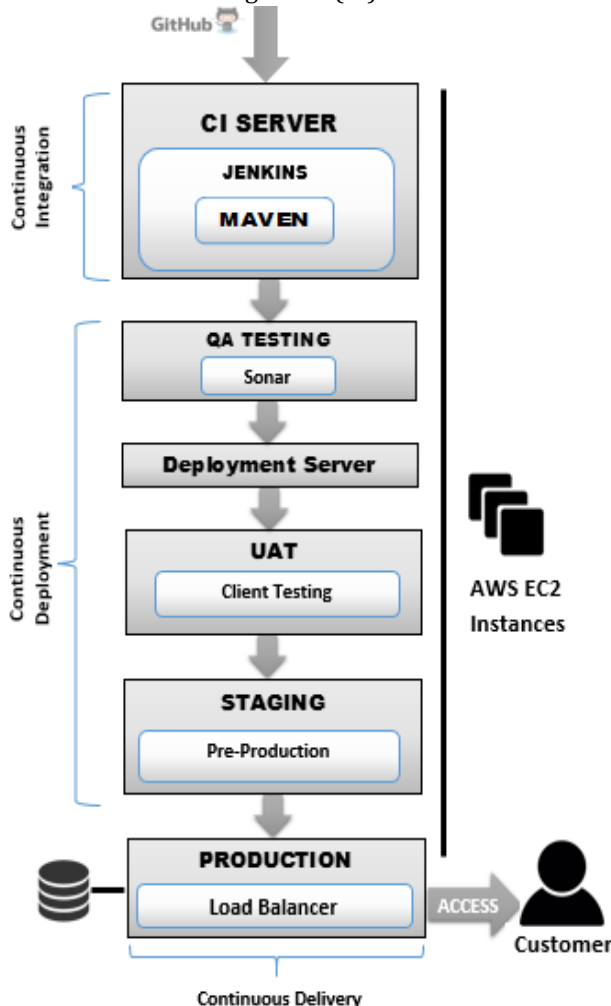 GitHub
CI SERVER
JENKINS
MAVEN
Continuous
Integration
QA TESTING
Sonar
Deployment Server
UAT
Client Testing
Continuous
Deployment
AWS EC2
Instances
STAGING
Pre-Production
PRODUCTION
Load Balancer
ACCESS
Customer
Continuous Delivery